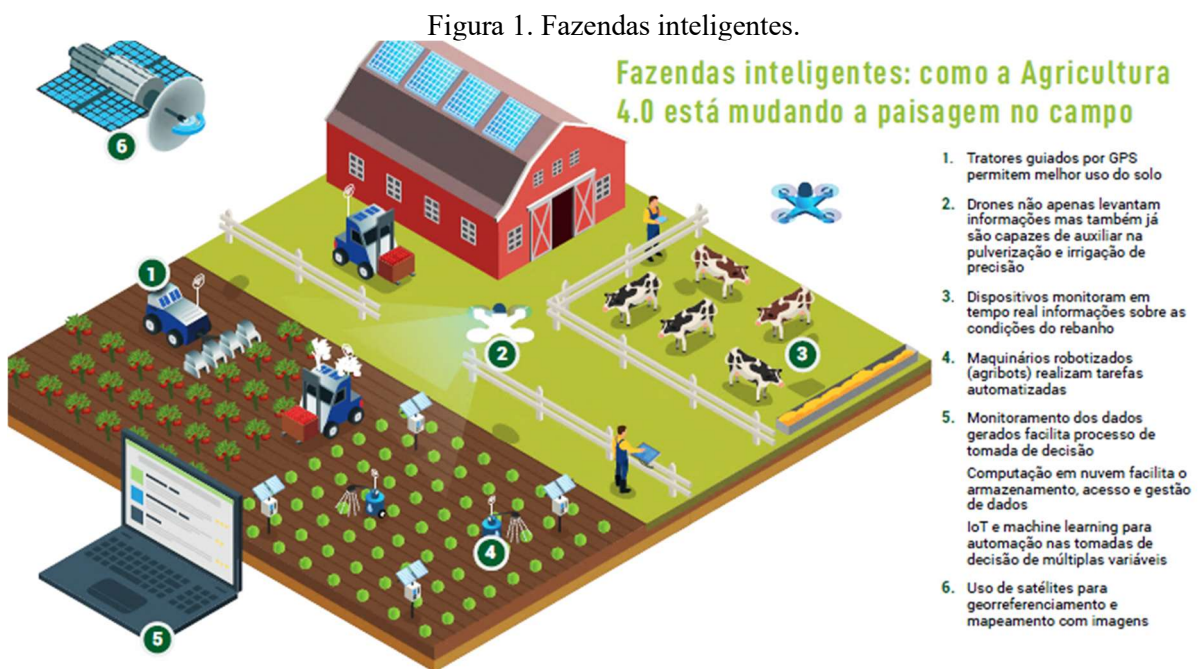 Figura 1. Fazendas inteligentes.
Fazendas inteligentes: como a Agricultura
4.0 está mudando a paisagem no campo
6
1
2
3
4
5
1. Tratores guiados por GPS
permitem melhor uso do solo
2. Drones não apenas levantam
informações mas também já
são capazes de auxiliar na
pulverização e irrigação de
precisão
3. Dispositivos monitoram em
tempo real informações sobre as
condições do rebanho
4. Maquinários robotizados
(agribots) realizam tarefas
automatizadas
5. Monitoramento dos dados
gerados facilita processo de
tomada de decisão
Computação em nuvem facilita o
armazenamento, acesso e gestão
de dados
IoT e machine learning para
automação nas tomadas de
decisão de múltiplas variáveis
6. Uso de satélites para
georreferenciamento e
mapeamento com imagens